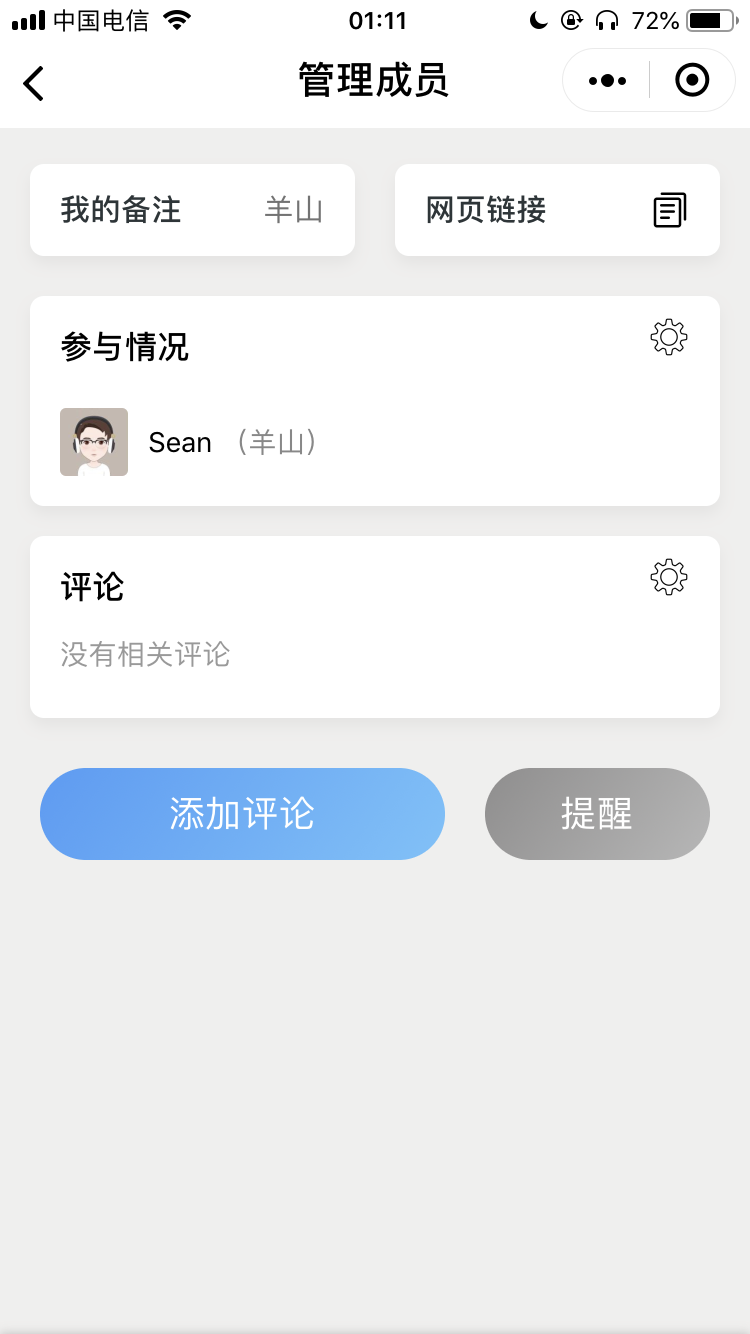 中国电信 01:11 72%
管理成员
我的备注 羊山 网页链接
参与情况
Sean （羊山）
评论
没有相关评论
添加评论 提醒